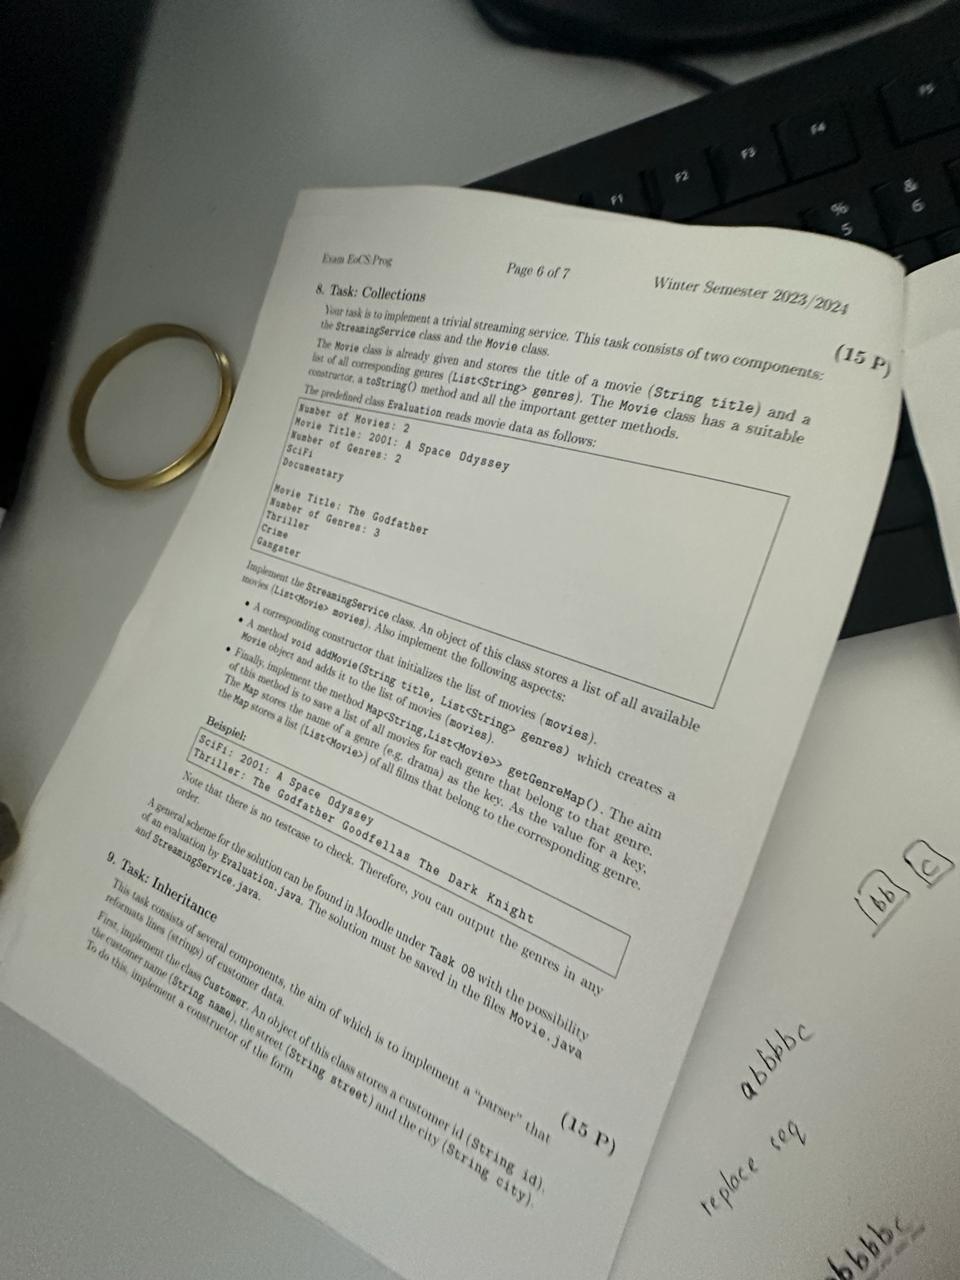 F1
F2
F3
F4
F5
%
5
&
6
Exam EoCS:Prog
Page 6 of 7
Winter Semester 2023/2024
8. Task: Collections
(15 P)
Your task is to implement a trivial streaming service. This task consists of two components:
the StreamingService class and the Movie class.
The Movie class is already given and stores the title of a movie (String title) and a
list of all corresponding genres (List<String> genres). The Movie class has a suitable
constructor, a toString() method and all the important getter methods.
The predefined class Evaluation reads movie data as follows:
Number of Movies: 2
Movie Title: 2001: A Space Odyssey
Number of Genres: 2
SciFi
Documentary
Movie Title: The Godfather
Number of Genres: 3
Thriller
Crime
Gangster
Implement the StreamingService class. An object of this class stores a list of all available
movies (List<Movie> movies). Also implement the following aspects:
• A corresponding constructor that initializes the list of movies (movies).
• A method void addMovie(String title, List<String> genres) which creates a
Movie object and adds it to the list of movies (movies).
• Finally, implement the method Map<String,List<Movie>> getGenreMap(). The aim
of this method is to save a list of all movies for each genre that belong to that genre.
The Map stores the name of a genre (e.g. drama) as the key. As the value for a key,
the Map stores a list (List<Movie>) of all films that belong to the corresponding genre.
Beispiel:
SciFi: 2001: A Space Odyssey
Thriller: The Godfather Goodfellas The Dark Knight
Note that there is no testcase to check. Therefore, you can output the genres in any
order.
A general scheme for the solution can be found in Moodle under Task 08 with the possibility
of an evaluation by Evaluation.java. The solution must be saved in the files Movie.java
and StreamingService.java.
9. Task: Inheritance
(15 P)
This task consists of several components, the aim of which is to implement a "parser" that
reformats lines (strings) of customer data.
First, implement the class Customer. An object of this class stores a customer id (String id),
the customer name (String name), the street (String street) and the city (String city).
To do this, implement a constructor of the form
bb c
abbbbc
replace seq
bbbbc